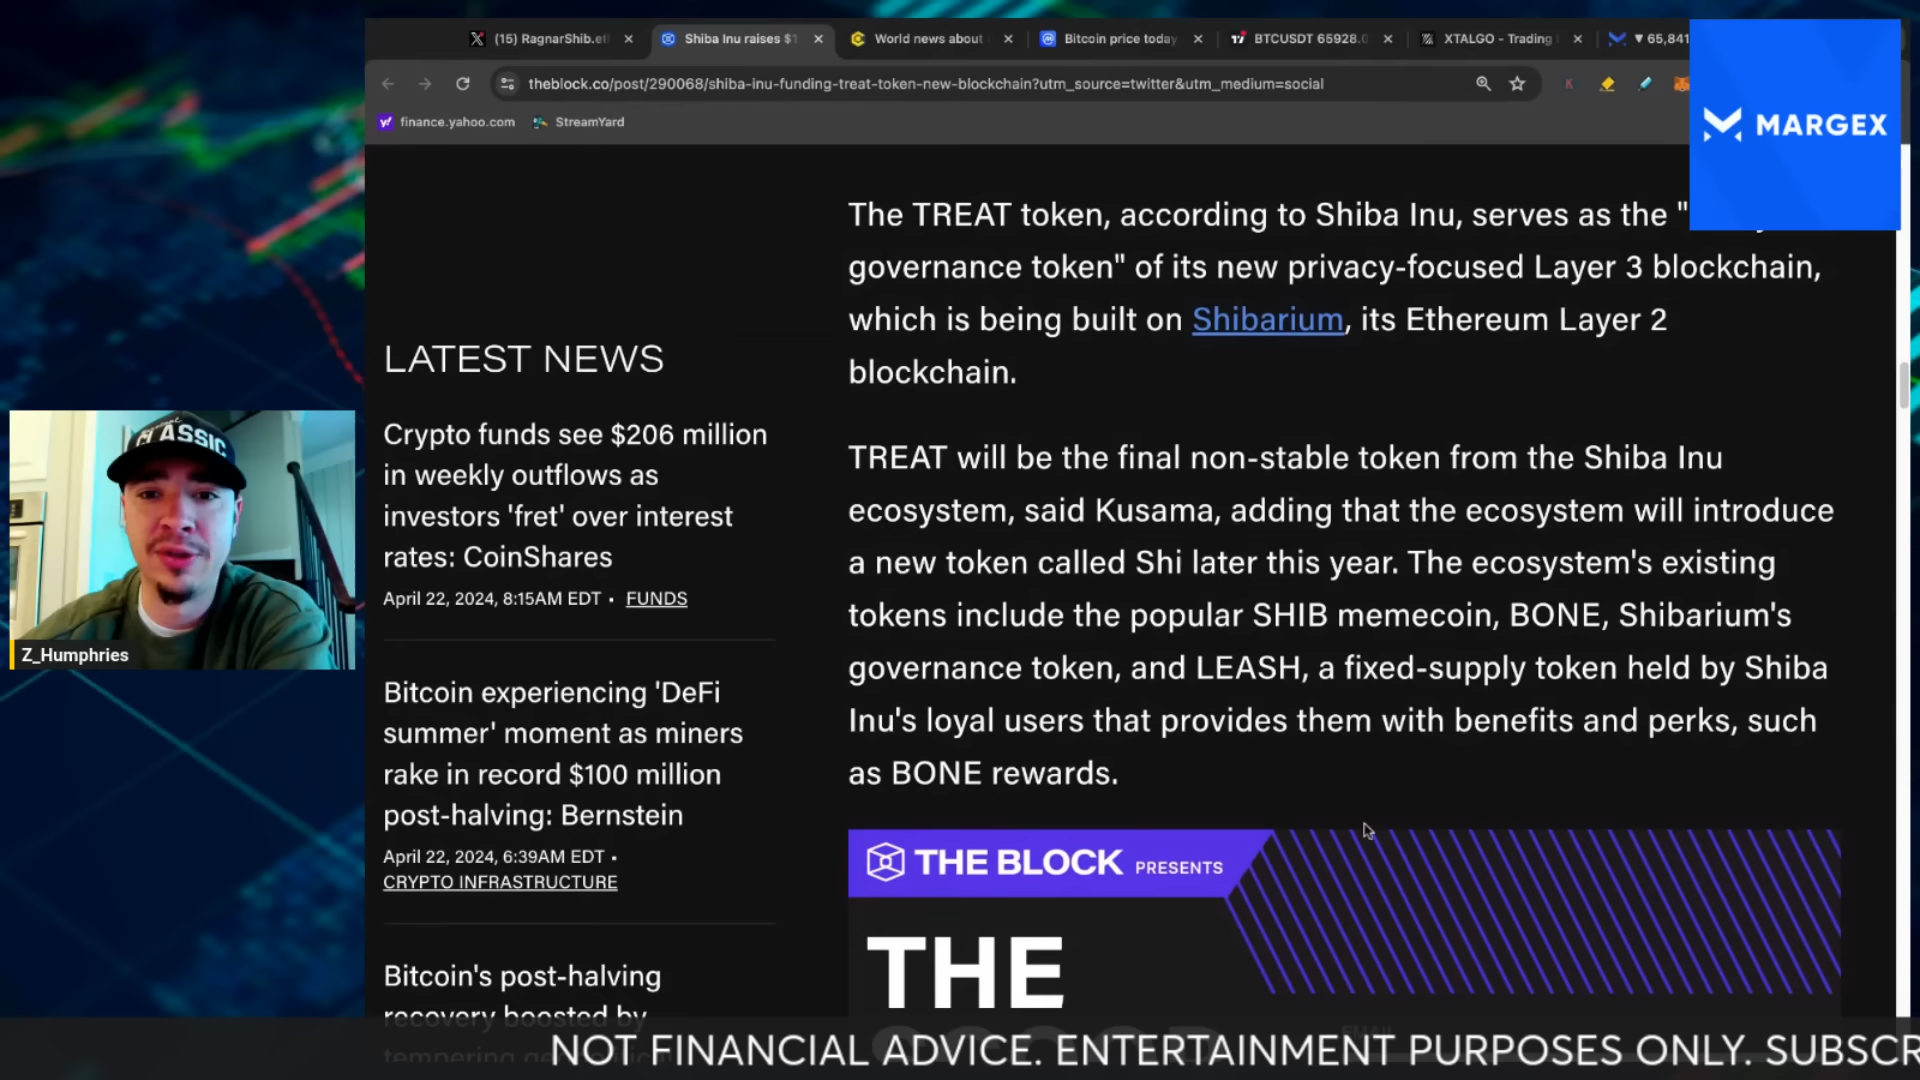 (15) RagnarShib.et
Shiba Inu raises $1
World news about
Bitcoin price today
BTCUSDT 65928.0
XTALGO - Trading
▼ 65,841
theblock.co/post/290068/shiba-inu-funding-treat-token-new-blockchain?utm_source=twitter&utm_medium=social
finance.yahoo.com
StreamYard
MARGEX
The TREAT token, according to Shiba Inu, serves as the "
governance token" of its new privacy-focused Layer 3 blockchain,
which is being built on Shibarium, its Ethereum Layer 2
blockchain.
TREAT will be the final non-stable token from the Shiba Inu
ecosystem, said Kusama, adding that the ecosystem will introduce
a new token called Shi later this year. The ecosystem's existing
tokens include the popular SHIB memecoin, BONE, Shibarium's
governance token, and LEASH, a fixed-supply token held by Shiba
Inu's loyal users that provides them with benefits and perks, such
as BONE rewards.
THE BLOCK PRESENTS
THE
LATEST NEWS
Crypto funds see $206 million
in weekly outflows as
investors 'fret' over interest
rates: CoinShares
April 22, 2024, 8:15AM EDT • FUNDS
Bitcoin experiencing 'DeFi
summer' moment as miners
rake in record $100 million
post-halving: Bernstein
April 22, 2024, 6:39AM EDT •
CRYPTO INFRASTRUCTURE
Bitcoin's post-halving
recovery boosted by
CLASSIC
Z_Humphries
NOT FINANCIAL ADVICE. ENTERTAINMENT PURPOSES ONLY. SUBSCR